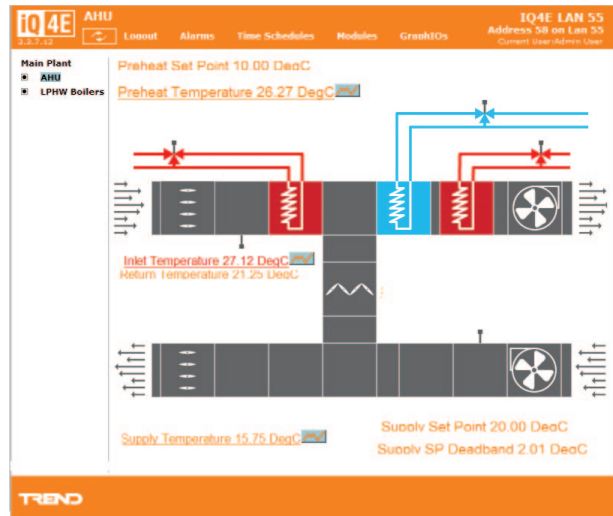 iQ 4E AHU
3.2.7.12
Logout Alarms Time Schedules Modules GraphIOs
IQ4E LAN 55
Address 58 on Lan 55
Current User:Admin User
Main Plant
AHU
LPHW Boilers
Preheat Set Point 10.00 DegC
Preheat Temperature 26.27 DegC
Inlet Temperature 27.12 DegC
Return Temperature 21.25 DegC
Supply Temperature 15.75 DegC
Supply Set Point 20.00 DegC
Supply SP Deadband 2.01 DegC
TREND